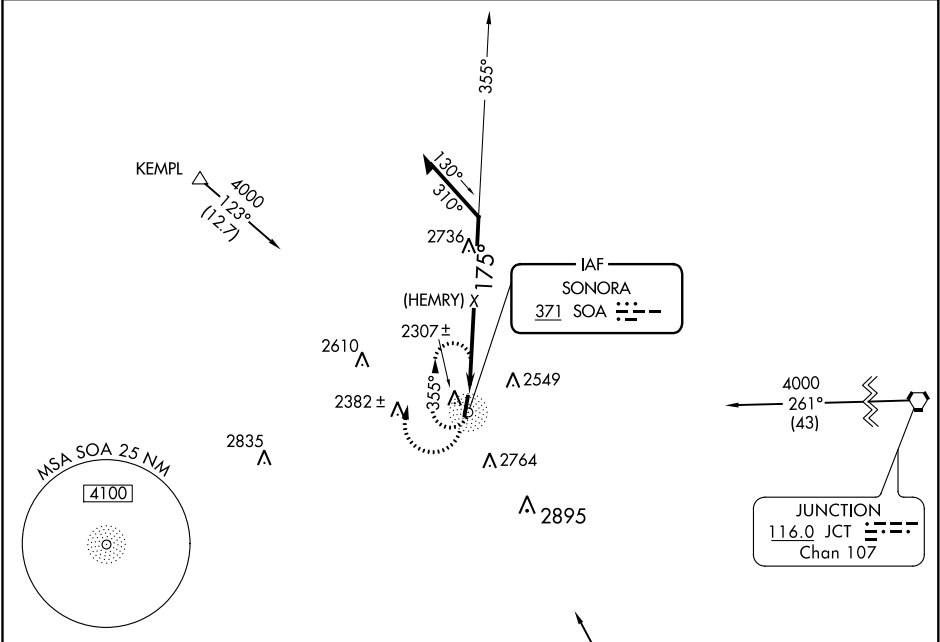 355°
130°
310°
KEMPL
4000
123°
(12.7)
2736
175°
IAF
SONORA
371 SOA
(HEMRY)
2307 ±
2610
355°
2549
2382 ±
4000
261°
(43)
2835
2764
MSA SOA 25 NM
4100
2895
JUNCTION
116.0 JCT
Chan 107